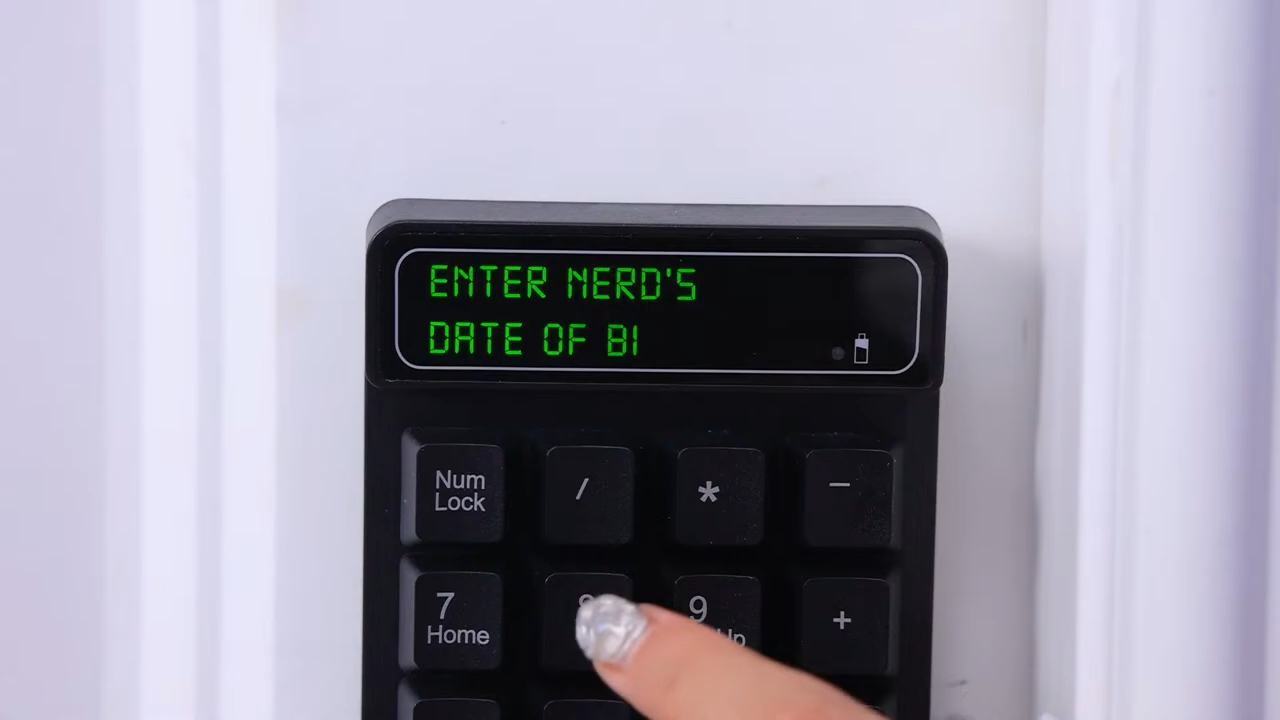 ENTER NERD'S
DATE OF BI
Num
Lock
/
*
−
7
Home
9
+